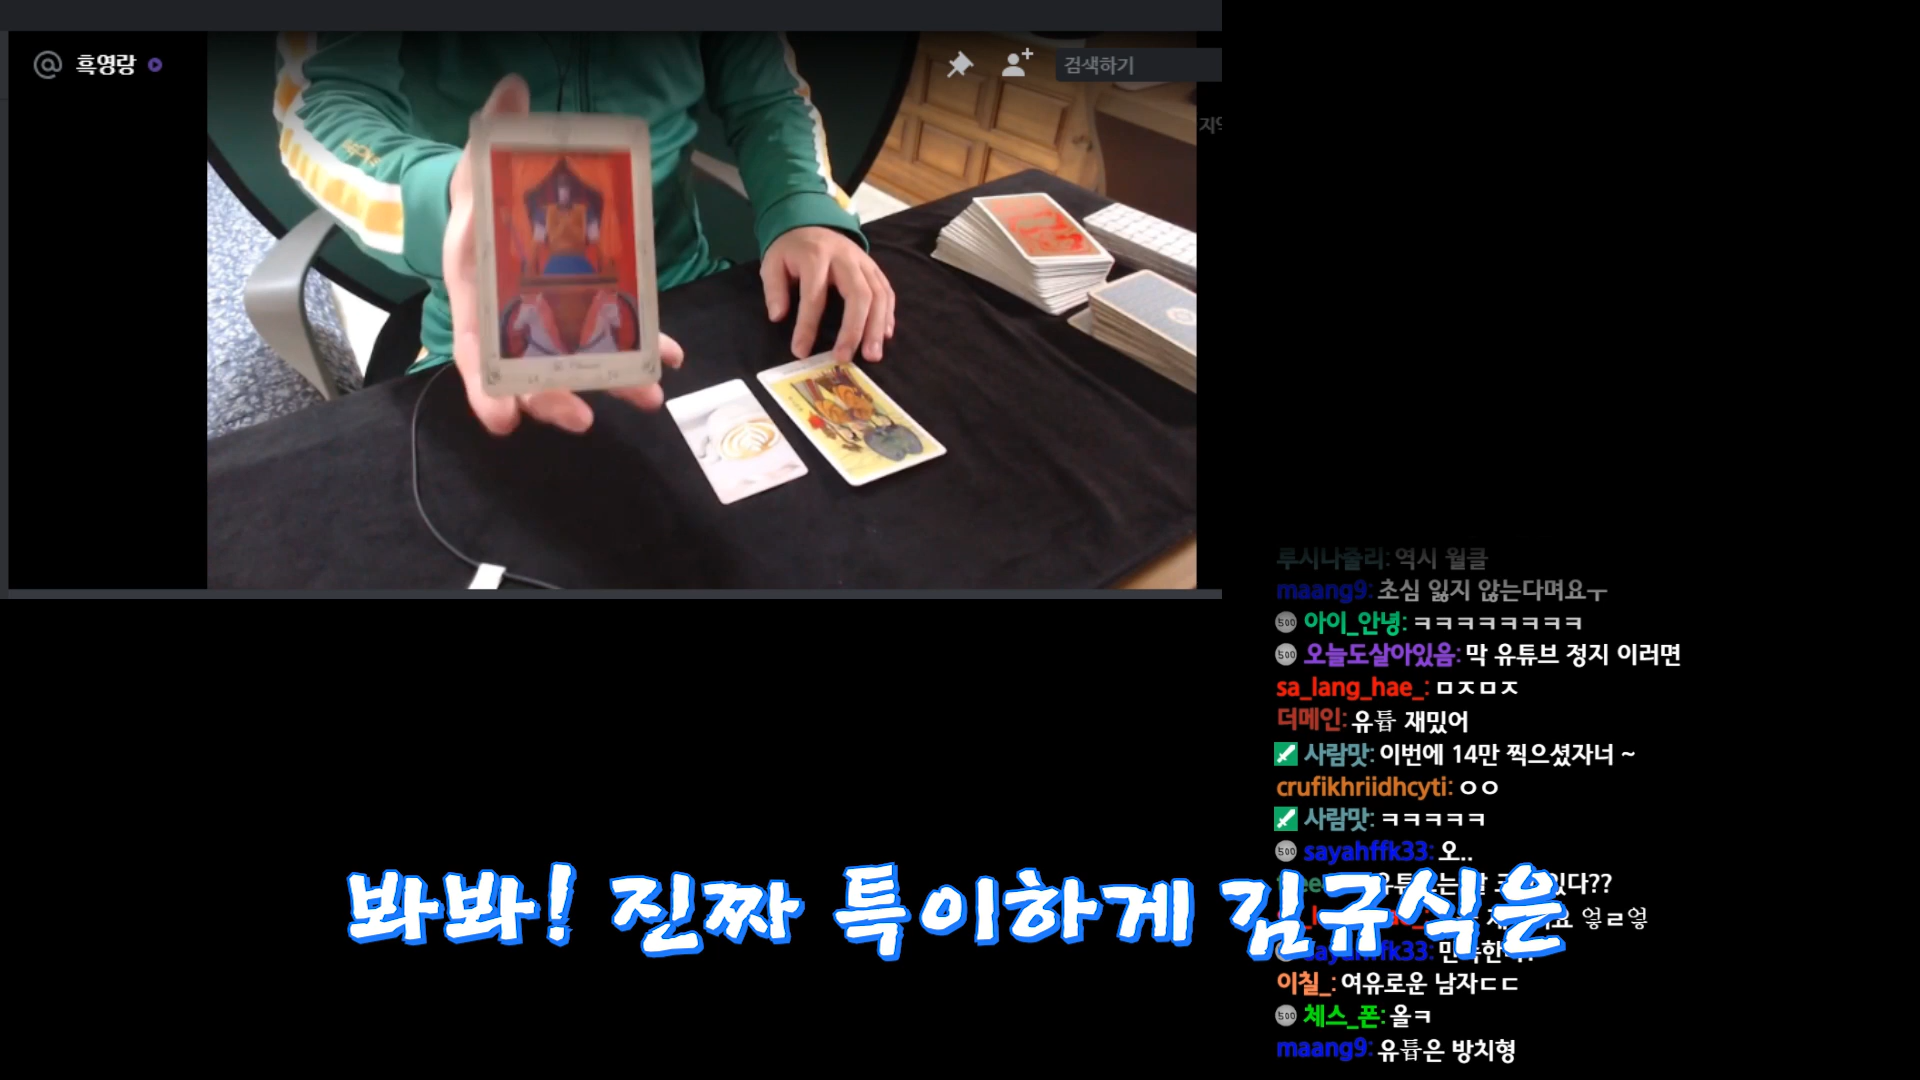 흑영랑
검색하기
루시나줄리: 역시 월클
maang9: 초심 잃지 않는다며요ㅜ
아이_안녕: ㅋㅋㅋㅋㅋㅋㅋㅋ
오늘도살아있음: 막 유튜브 정지 이러면
sa_lang_hae_: ㅁㅈㅁㅈ
더메인: 유튭 재밌어
사람맛: 이번에 14만 찍으셨자너 ~
crufikhriidhcyti: ㅇㅇ
사람맛: ㅋㅋㅋㅋㅋ
sayahffk33: 오..
봐봐! 진짜 특이하게 김규식은
sayahffk33:
이칠_: 여유로운 남자ㄷㄷ
체스_폰: 올ㅋ
maang9: 유튭은 방치형